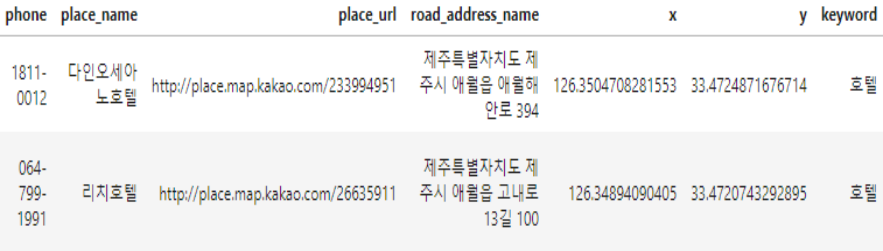 phone place_name place_url road_address_name x y keyword
1811-
0012
다인오세아
노호텔
http://place.map.kakao.com/233994951
제주특별자치도 제
주시 애월읍 애월해
안로 394
126.3504708281553 33.4724871676714 호텔
064-
799-
1991
리치호텔
http://place.map.kakao.com/26635911
제주특별자치도 제
주시 애월읍 고내로
13길 100
126.34894090405 33.4720743292895 호텔